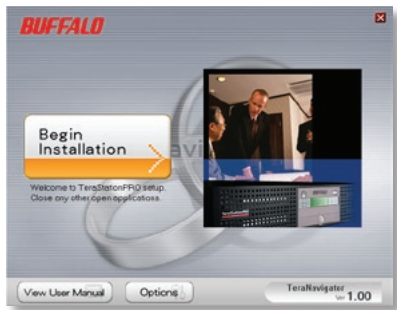 BUFFALO
Begin
Installation
Welcome to TeraStationPRO setup.
Close any other open applications.
View User Manual
Options
TeraNavigator
Ver 1.00